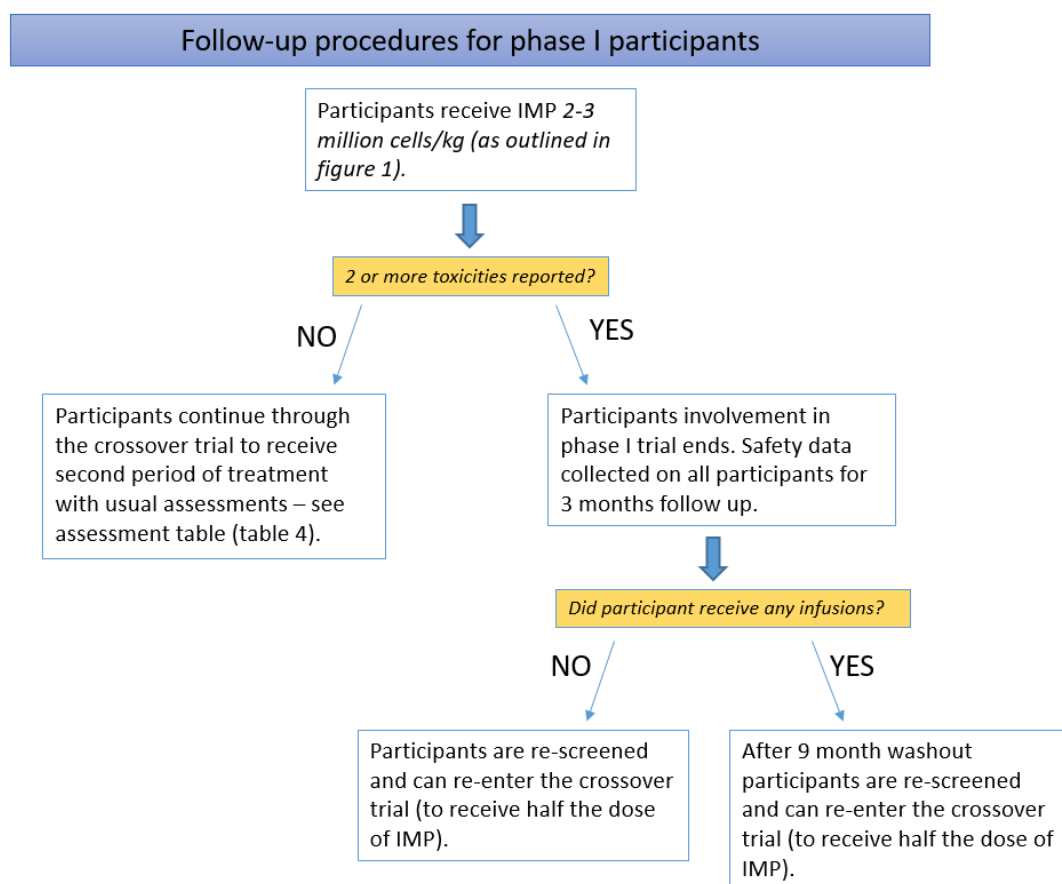 Follow-up procedures for phase I participants
Participants receive IMP 2-3
million cells/kg (as outlined in
figure 1).
2 or more toxicities reported?
NO
YES
Participants continue through
the crossover trial to receive
second period of treatment
with usual assessments – see
assessment table (table 4).
Participants involvement in
phase I trial ends. Safety data
collected on all participants for
3 months follow up.
Did participant receive any infusions?
NO
YES
Participants are re-screened
and can re-enter the crossover
trial (to receive half the dose
of IMP).
After 9 month washout
participants are re-screened
and can re-enter the crossover
trial (to receive half the dose of
IMP).